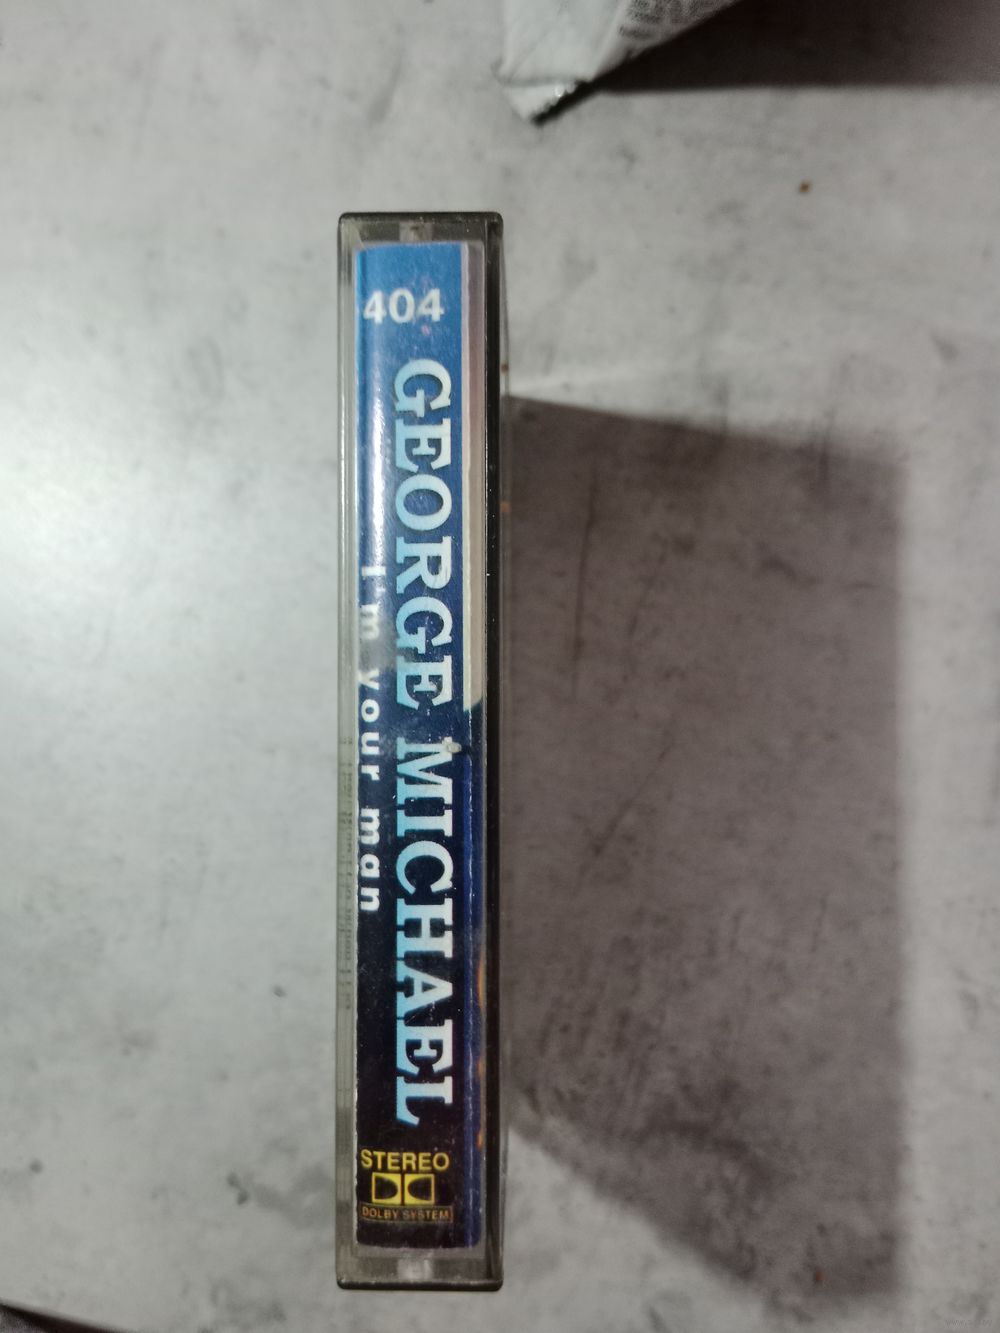 404
GEORGE MICHAEL
I'm your man
STEREO
DOLBY SYSTEM